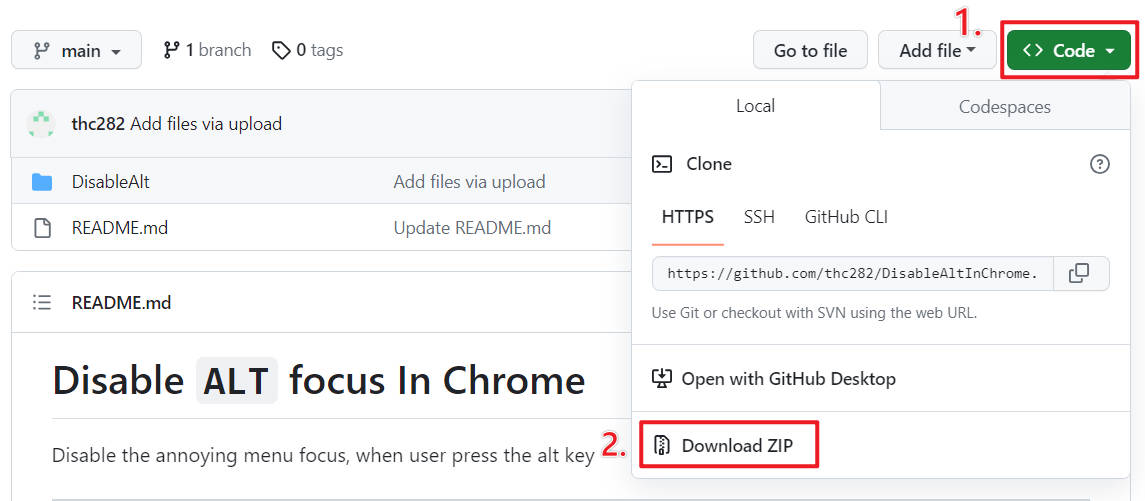 1.
main
1 branch
0 tags
Go to file
Add file
<> Code
Local
Codespaces
thc282 Add files via upload
DisableAlt
Add files via upload
README.md
Update README.md
Clone
HTTPS
SSH
GitHub CLI
https://github.com/thc282/DisableAltInChrome.
Use Git or checkout with SVN using the web URL.
README.md
Disable ALT focus In Chrome
Open with GitHub Desktop
Disable the annoying menu focus, when user press the alt key
2.
Download ZIP